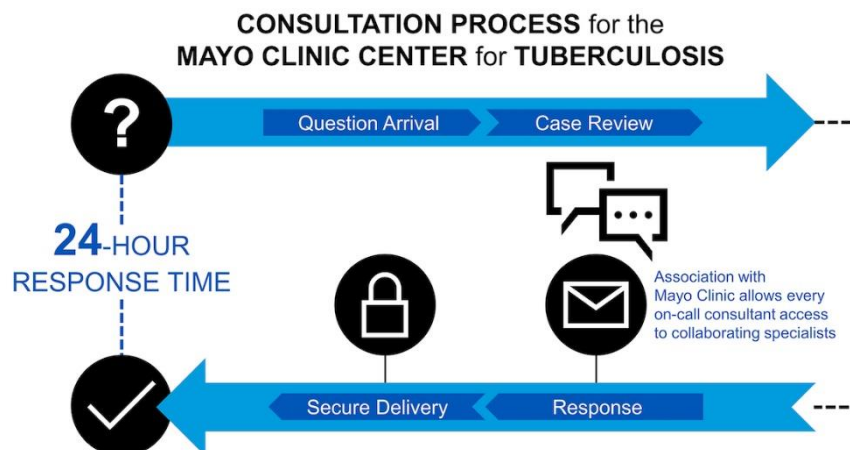 CONSULTATION PROCESS for the
MAYO CLINIC CENTER for TUBERCULOSIS
?
Question Arrival
Case Review
24-HOUR
RESPONSE TIME
Association with
Mayo Clinic allows every
on-call consultant access
to collaborating specialists
Secure Delivery
Response